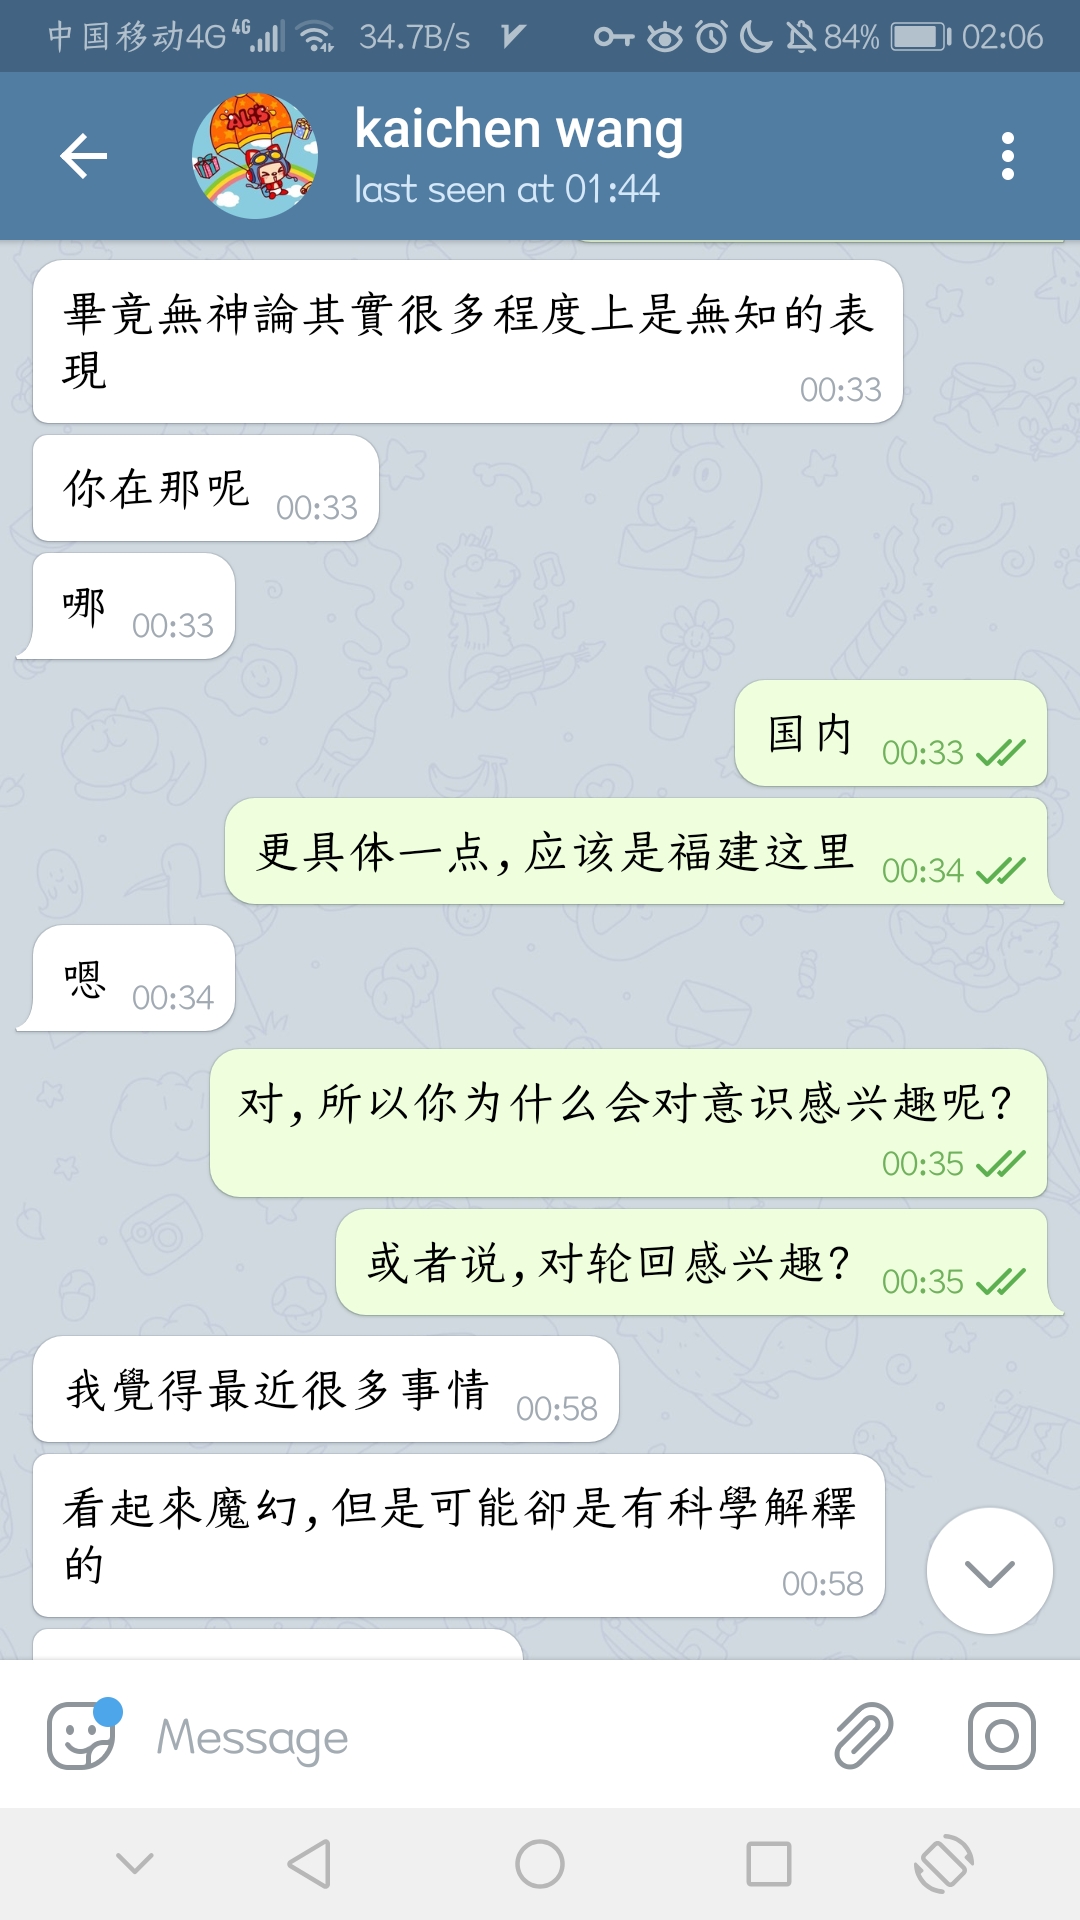 中国移动4G 4G 34.7B/s 84% 02:06
ALi'S
kaichen wang
last seen at 01:44
畢竟無神論其實很多程度上是無知的表
現
00:33
你在那呢 00:33
哪 00:33
国内 00:33
更具体一点,应该是福建这里 00:34
嗯 00:34
对,所以你为什么会对意识感兴趣呢?
00:35
或者说,对轮回感兴趣? 00:35
我覺得最近很多事情 00:58
看起來魔幻,但是可能卻是有科學解釋
的
00:58
Message